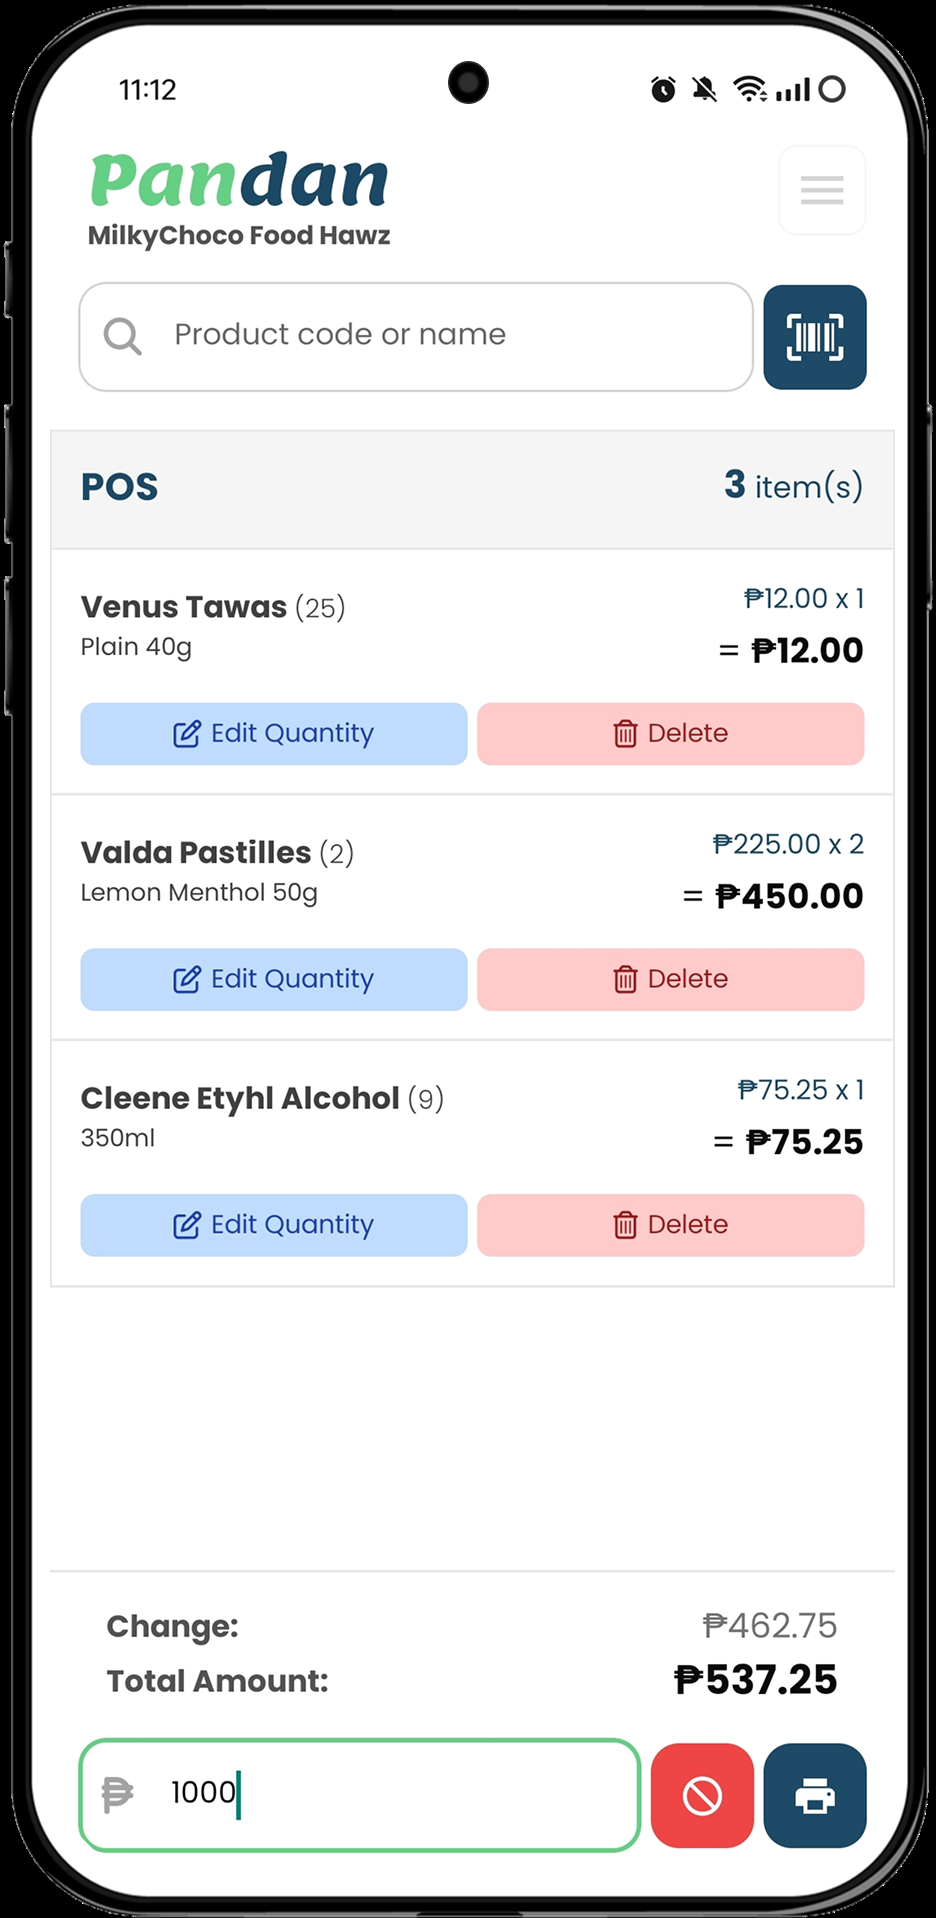 11:12
Pandan
MilkyChoco Food Hawz
Product code or name
POS
3 item(s)
Venus Tawas (25)
₱12.00 x 1
Plain 40g
= ₱12.00
Edit Quantity
Delete
Valda Pastilles (2)
₱225.00 x 2
Lemon Menthol 50g
= ₱450.00
Edit Quantity
Delete
Cleene Etyhl Alcohol (9)
₱75.25 x 1
350ml
= ₱75.25
Edit Quantity
Delete
Change:
₱462.75
Total Amount:
₱537.25
₱ 1000